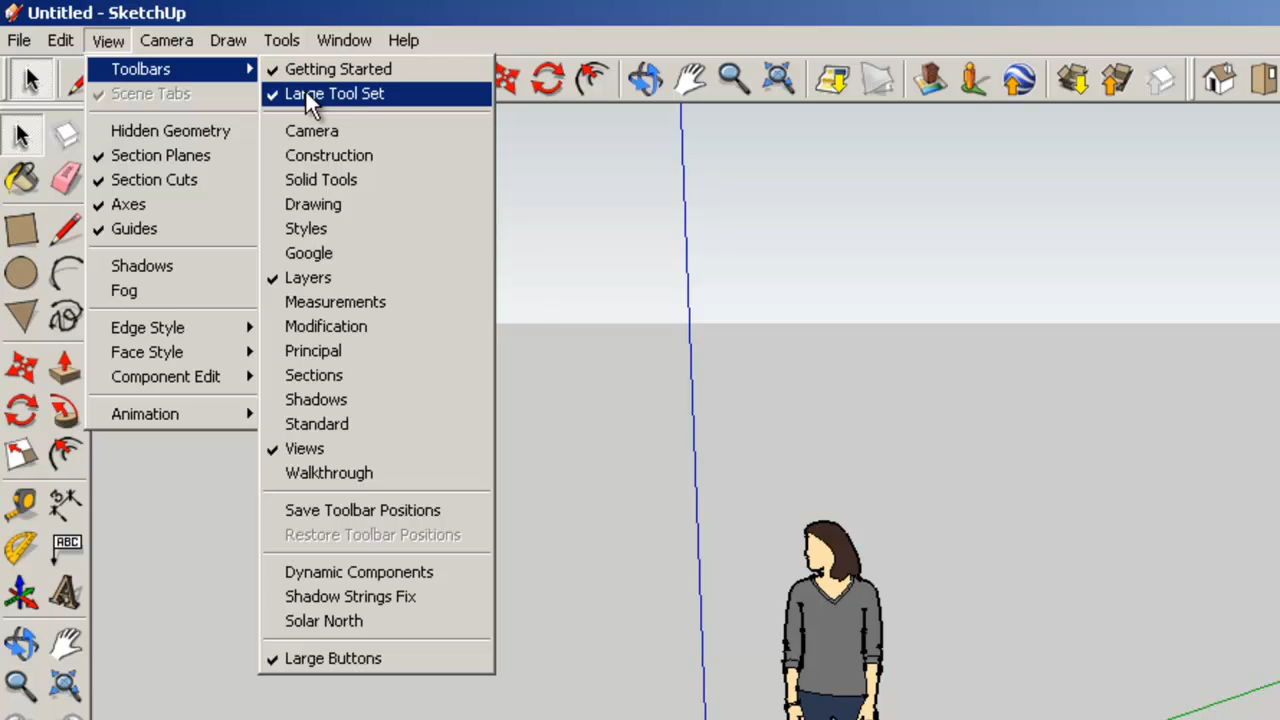 Untitled - SketchUp
File Edit View Camera Draw Tools Window Help
Toolbars
Scene Tabs
Hidden Geometry
Section Planes
Section Cuts
Axes
Guides
Shadows
Fog
Edge Style
Face Style
Component Edit
Animation
Getting Started
Large Tool Set
Camera
Construction
Solid Tools
Drawing
Styles
Google
Layers
Measurements
Modification
Principal
Sections
Shadows
Standard
Views
Walkthrough
Save Toolbar Positions
Restore Toolbar Positions
Dynamic Components
Shadow Strings Fix
Solar North
Large Buttons
ABC